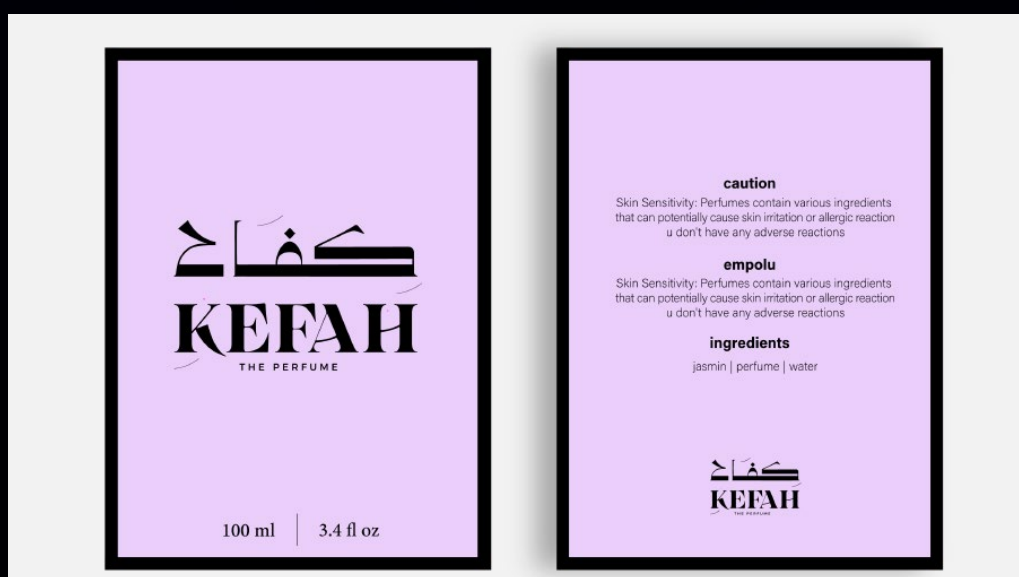 كفاح
KEFAH
THE PERFUME
100 ml | 3.4 fl oz
caution
Skin Sensitivity: Perfumes contain various ingredients
that can potentially cause skin irritation or allergic reaction
u don't have any adverse reactions
empolu
Skin Sensitivity: Perfumes contain various ingredients
that can potentially cause skin irritation or allergic reaction
u don't have any adverse reactions
ingredients
jasmin | perfume | water
كفاح
KEFAH
THE PERFUME